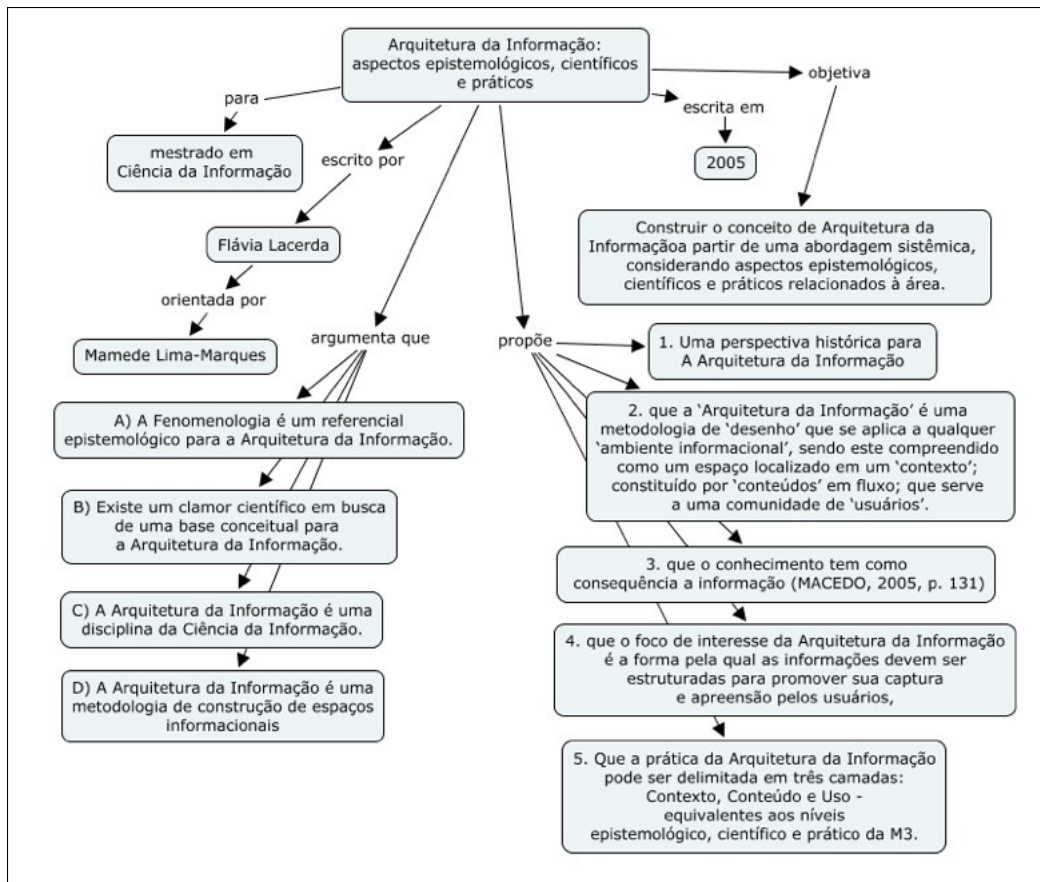 Arquitetura da Informação:
aspectos epistemológicos, científicos
e práticos
objetiva
para
escrita em
mestrado em
Ciência da Informação
escrito por
2005
Construir o conceito de Arquitetura da
Informaçãoa partir de uma abordagem sistêmica,
considerando aspectos epistemológicos,
científicos e práticos relacionados à área.
Flávia Lacerda
orientada por
Mamede Lima-Marques
argumenta que
propõe
A) A Fenomenologia é um referencial
epistemológico para a Arquitetura da Informação.
B) Existe um clamor científico em busca
de uma base conceitual para
a Arquitetura da Informação.
C) A Arquitetura da Informação é uma
disciplina da Ciência da Informação.
D) A Arquitetura da Informação é uma
metodologia de construção de espaços
informacionais
1. Uma perspectiva histórica para
A Arquitetura da Informação
2. que a ‘Arquitetura da Informação’ é uma
metodologia de ‘desenho’ que se aplica a qualquer
‘ambiente informacional’, sendo este compreendido
como um espaço localizado em um ‘contexto’;
constituído por ‘conteúdos’ em fluxo; que serve
a uma comunidade de ‘usuários’.
3. que o conhecimento tem como
consequência a informação (MACEDO, 2005, p. 131)
4. que o foco de interesse da Arquitetura da Informação
é a forma pela qual as informações devem ser
estruturadas para promover sua captura
e apreensão pelos usuários,
5. Que a prática da Arquitetura da Informação
pode ser delimitada em três camadas:
Contexto, Conteúdo e Uso -
equivalentes aos níveis
epistemológico, científico e prático da M3.